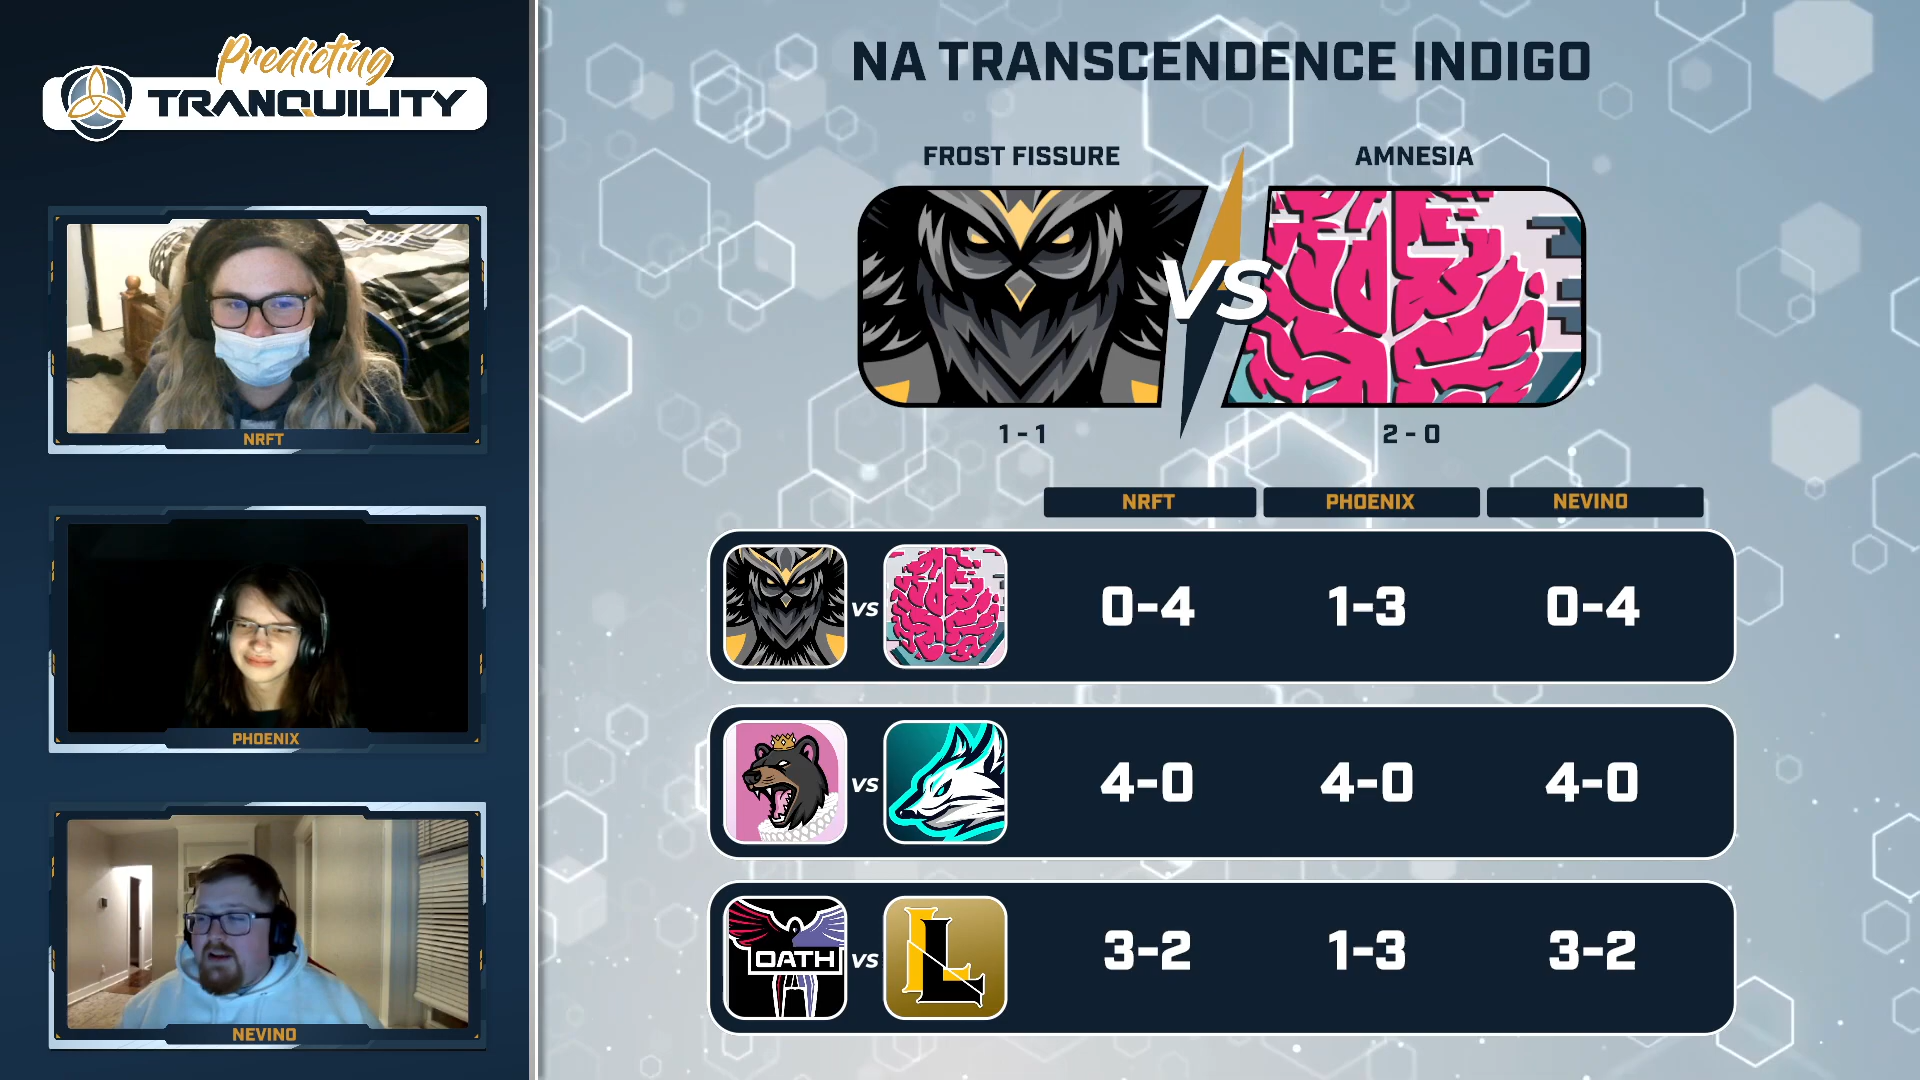 Predicting
TRANQUILITY
NRFT
PHOENIX
NEVINO
NA TRANSCENDENCE INDIGO
FROST FISSURE
AMNESIA
VS
1 - 1
2 - 0
NRFT PHOENIX NEVINO
VS 0-4 1-3 0-4
VS 4-0 4-0 4-0
OATH VS L 3-2 1-3 3-2